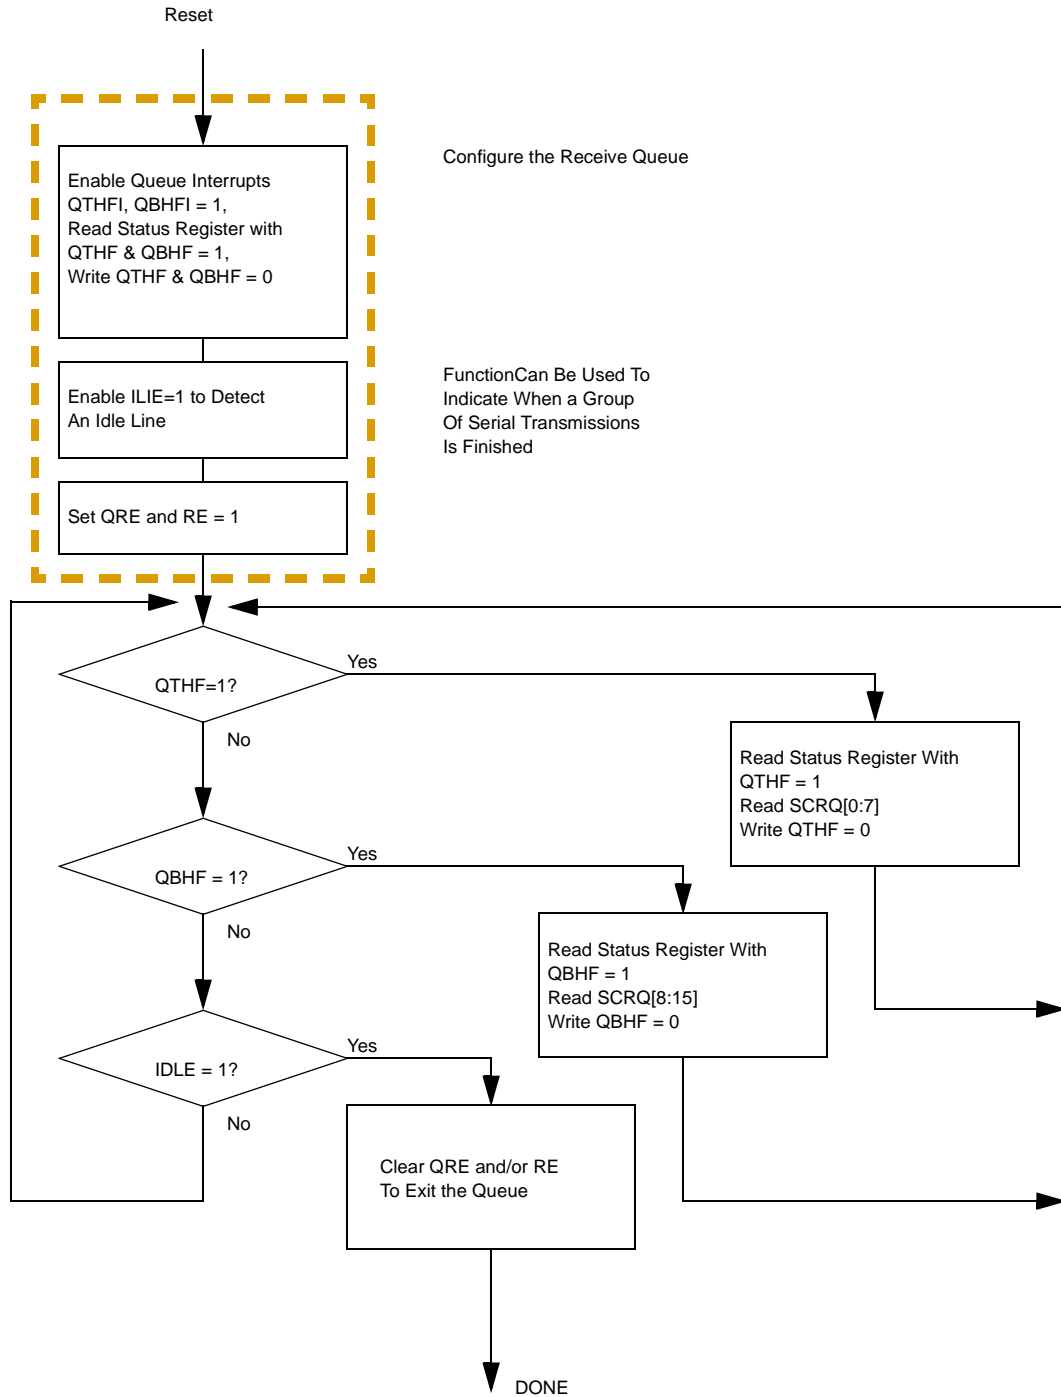 Reset
Configure the Receive Queue
Enable Queue Interrupts
QTHFI, QBHFI = 1,
Read Status Register with
QTHF & QBHF = 1,
Write QTHF & QBHF = 0
FunctionCan Be Used To
Indicate When a Group
Of Serial Transmissions
Is Finished
Enable ILIE=1 to Detect
An Idle Line
Set QRE and RE = 1
QTHF=1?
Yes
No
Read Status Register With
QTHF = 1
Read SCRQ[0:7]
Write QTHF = 0
QBHF = 1?
Yes
No
Read Status Register With
QBHF = 1
Read SCRQ[8:15]
Write QBHF = 0
IDLE = 1?
Yes
No
Clear QRE and/or RE
To Exit the Queue
DONE